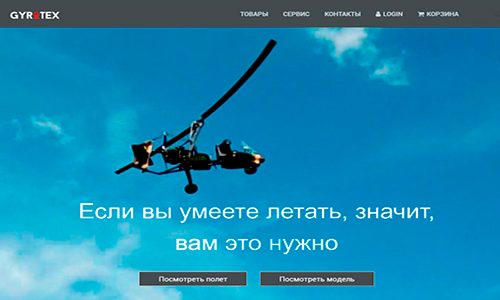 GYROTEX
ТОВАРЫ СЕРВИС КОНТАКТЫ LOGIN КОРЗИНА
Если вы умеете летать, значит,
вам это нужно
Посмотреть полет Посмотреть модель